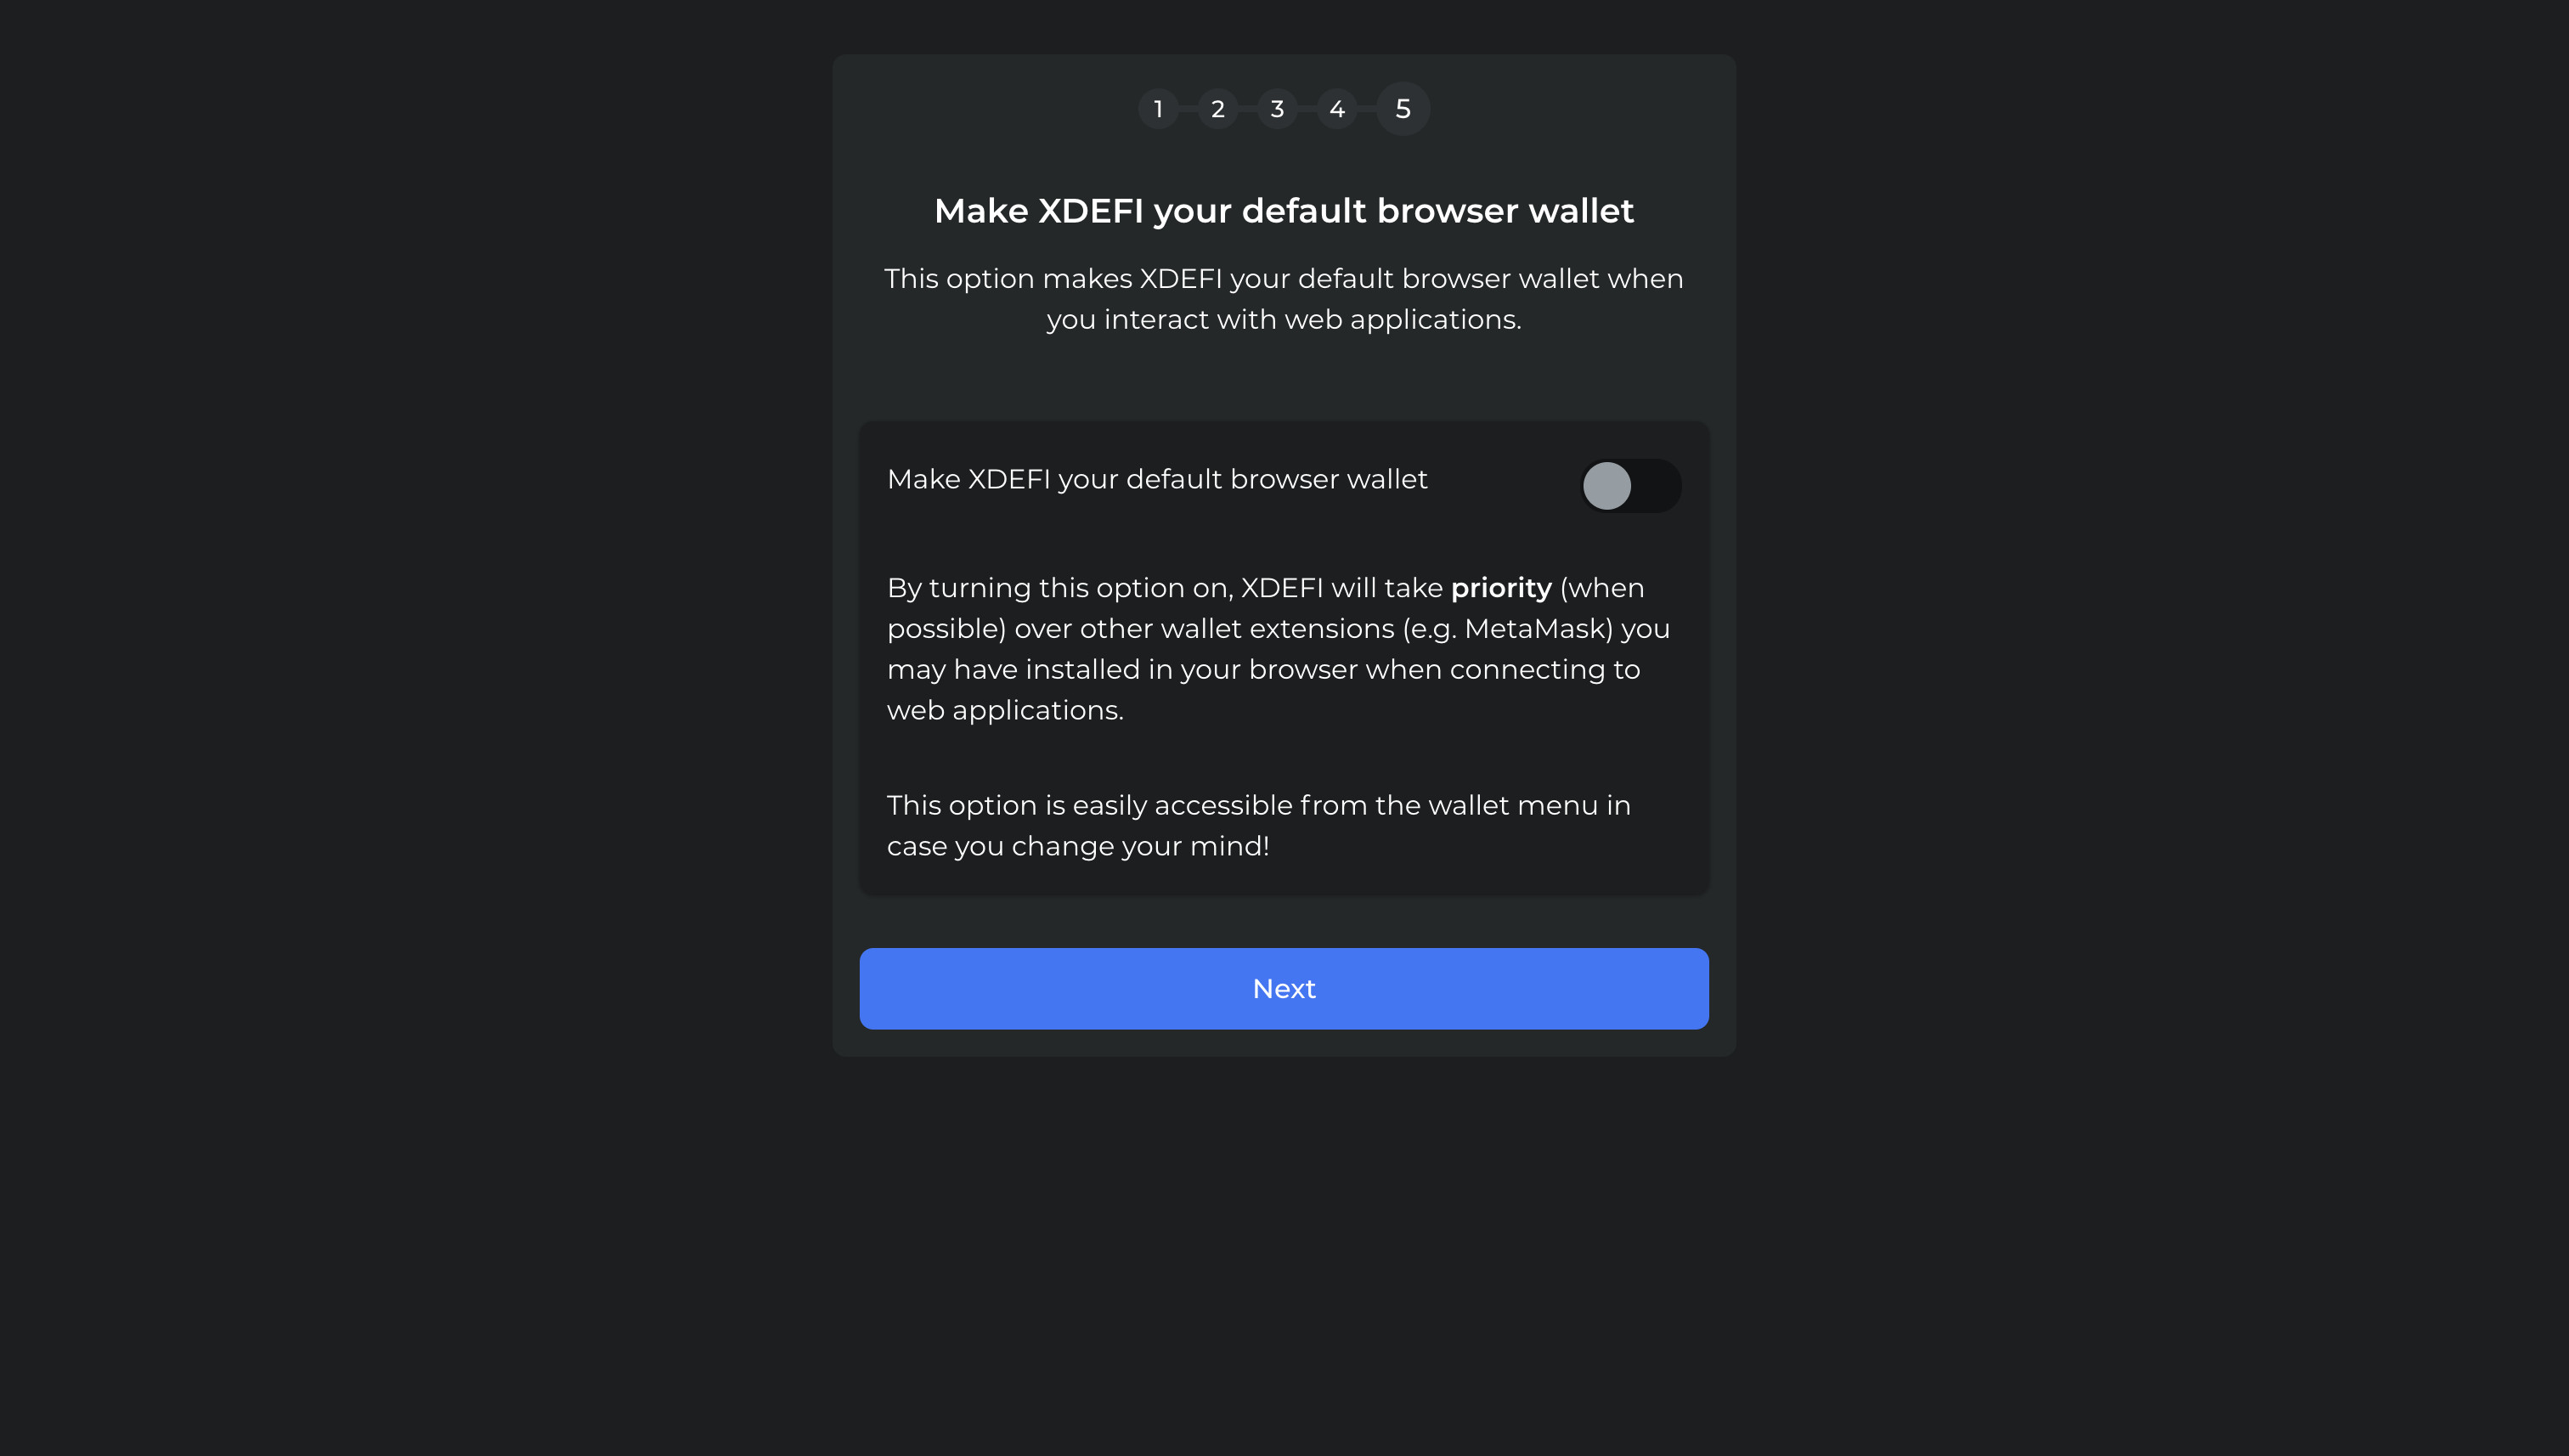 1 2 3 4 5
Make XDEFI your default browser wallet
This option makes XDEFI your default browser wallet when
you interact with web applications.
Make XDEFI your default browser wallet
By turning this option on, XDEFI will take priority (when
possible) over other wallet extensions (e.g. MetaMask) you
may have installed in your browser when connecting to
web applications.
This option is easily accessible from the wallet menu in
case you change your mind!
Next